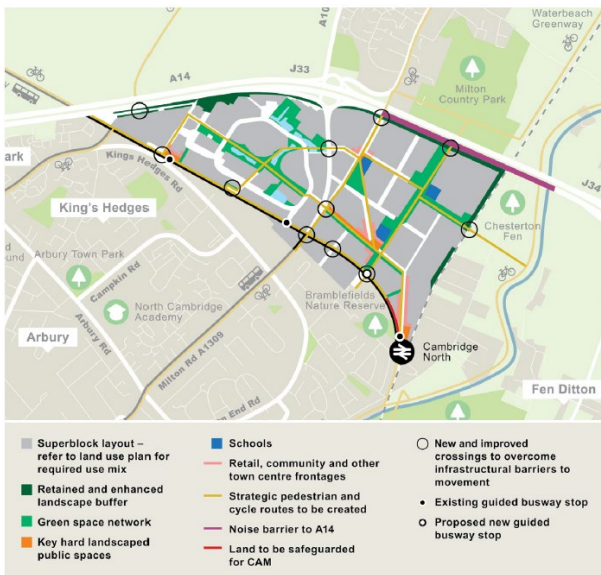 Waterbeach
Greenway
A10
J33
A14
Milton
Country Park
ark
Kings Hedges Rd
King's Hedges
J34
Chesterton
Fen
Arbury Town Park
Campkin Rd
Bramblefields
Nature Reserve
North Cambridge
Academy
Arbury
Arbury Rd
Milton Rd A1309
Cambridge
North
Fen Ditton
n End Rd
Superblock layout –
refer to land use plan for
required use mix
Retained and enhanced
landscape buffer
Green space network
Key hard landscaped
public spaces
Schools
Retail, community and other
town centre frontages
Strategic pedestrian and
cycle routes to be created
Noise barrier to A14
Land to be safeguarded
for CAM
New and improved
crossings to overcome
infrastructural barriers to
movement
Existing guided busway stop
Proposed new guided
busway stop